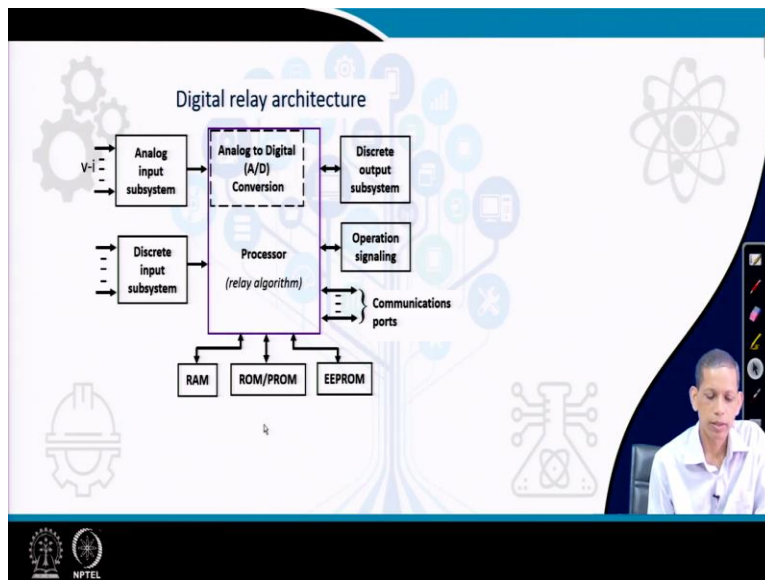 Digital relay architecture
v-i
Analog
input
subsystem
Analog to Digital
(A/D)
Conversion
Discrete
output
subsystem
Discrete
input
subsystem
Processor
(relay algorithm)
Operation
signaling
Communications
ports
RAM
ROM/PROM
EEPROM
NPTEL